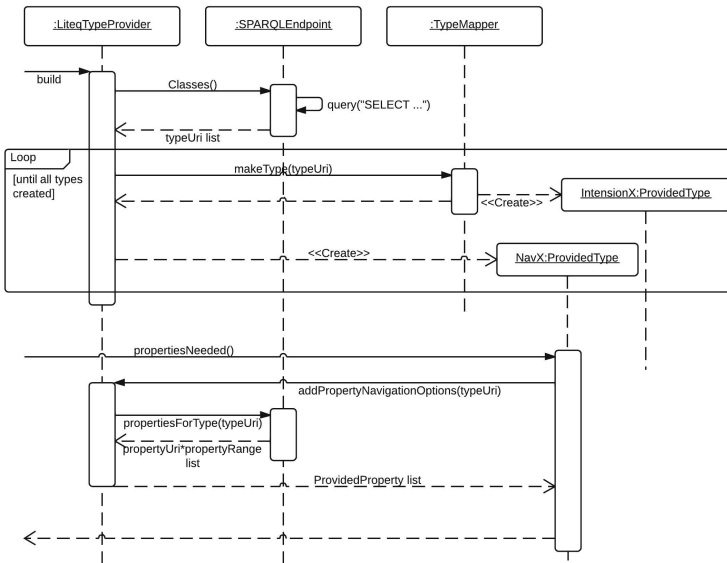 :LiteqTypeProvider
:SPARQLEndpoint
:TypeMapper
build
Classes()
query("SELECT ...")
typeUri list
Loop
[until all types
created]
makeType(typeUri)
<<Create>>
IntensionX:ProvidedType
<<Create>>
NavX:ProvidedType
propertiesNeeded()
addPropertyNavigationOptions(typeUri)
propertiesForType(typeUri)
propertyUri*propertyRange
list
ProvidedProperty list